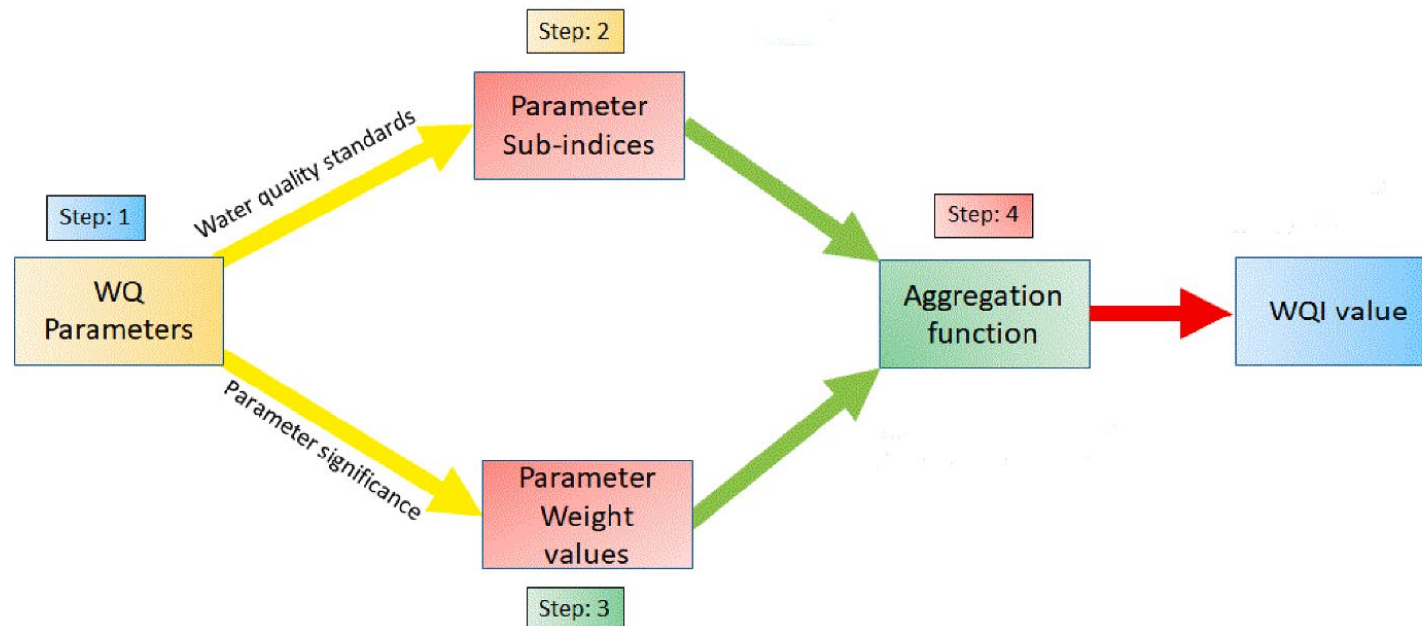 Step: 2
Parameter
Sub-indices
Water quality standards
Step: 1
WQ
Parameters
Step: 4
Aggregation
function
WQI value
Parameter significance
Parameter
Weight
values
Step: 3